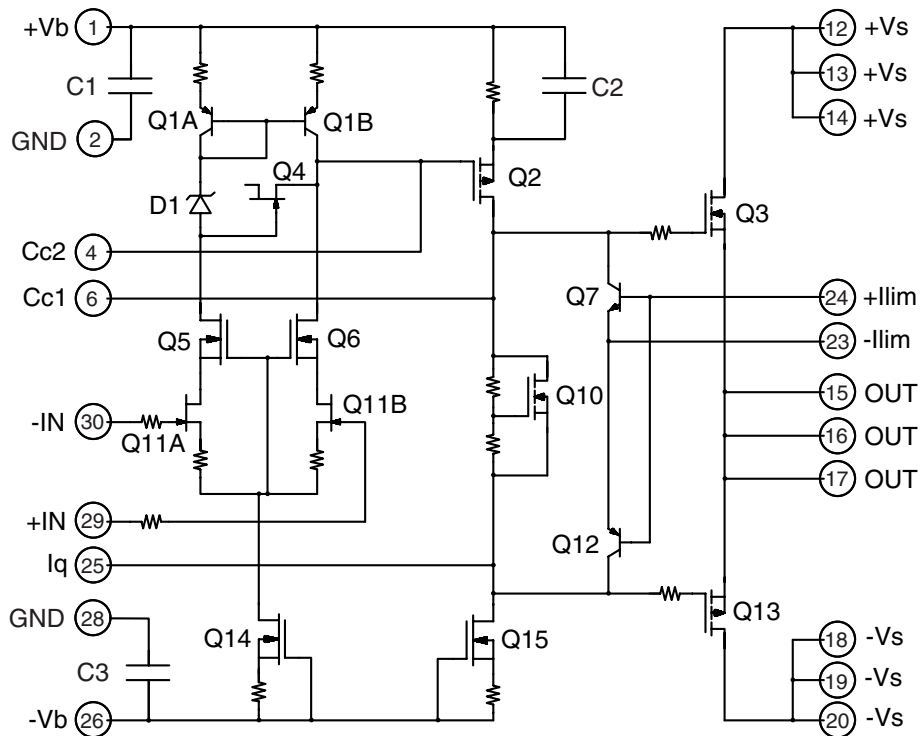 +Vb 1
12 +Vs
C1
C2
13 +Vs
Q1A
Q1B
14 +Vs
GND 2
Q4
Q2
D1
Q3
Cc2 4
Cc1 6
Q7
24 +Ilim
Q5
Q6
23 -Ilim
Q10
15 OUT
Q11B
-IN 30
Q11A
16 OUT
17 OUT
+IN 29
Q12
Iq 25
GND 28
Q13
Q14
Q15
18 -Vs
C3
19 -Vs
-Vb 26
20 -Vs